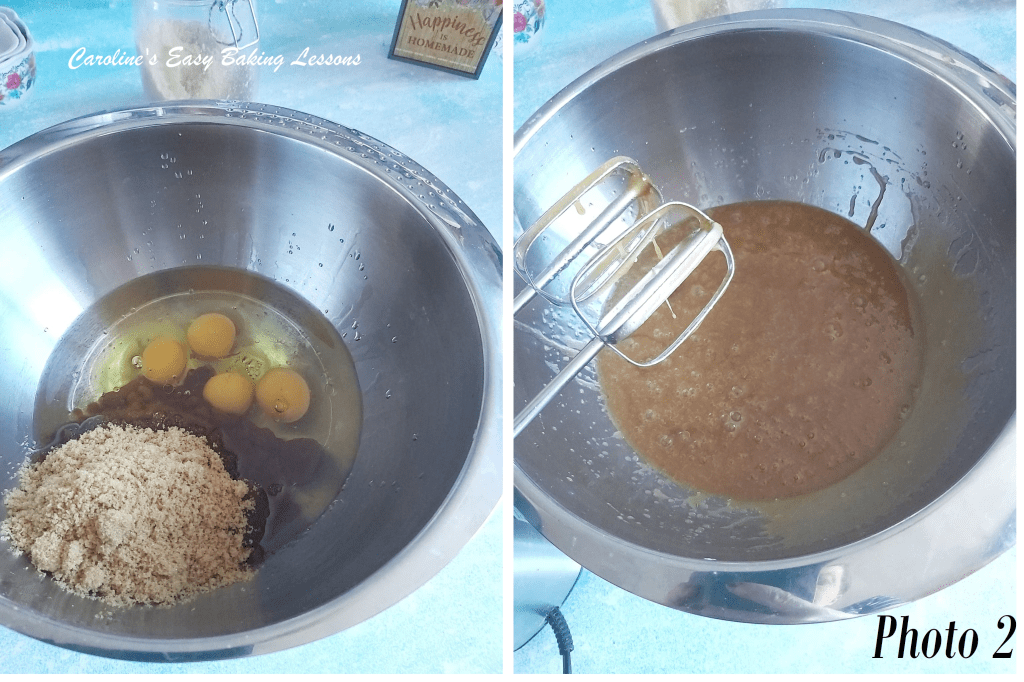 Caroline's Easy Baking Lessons
Happiness
IS
HOMEMADE
Photo 2